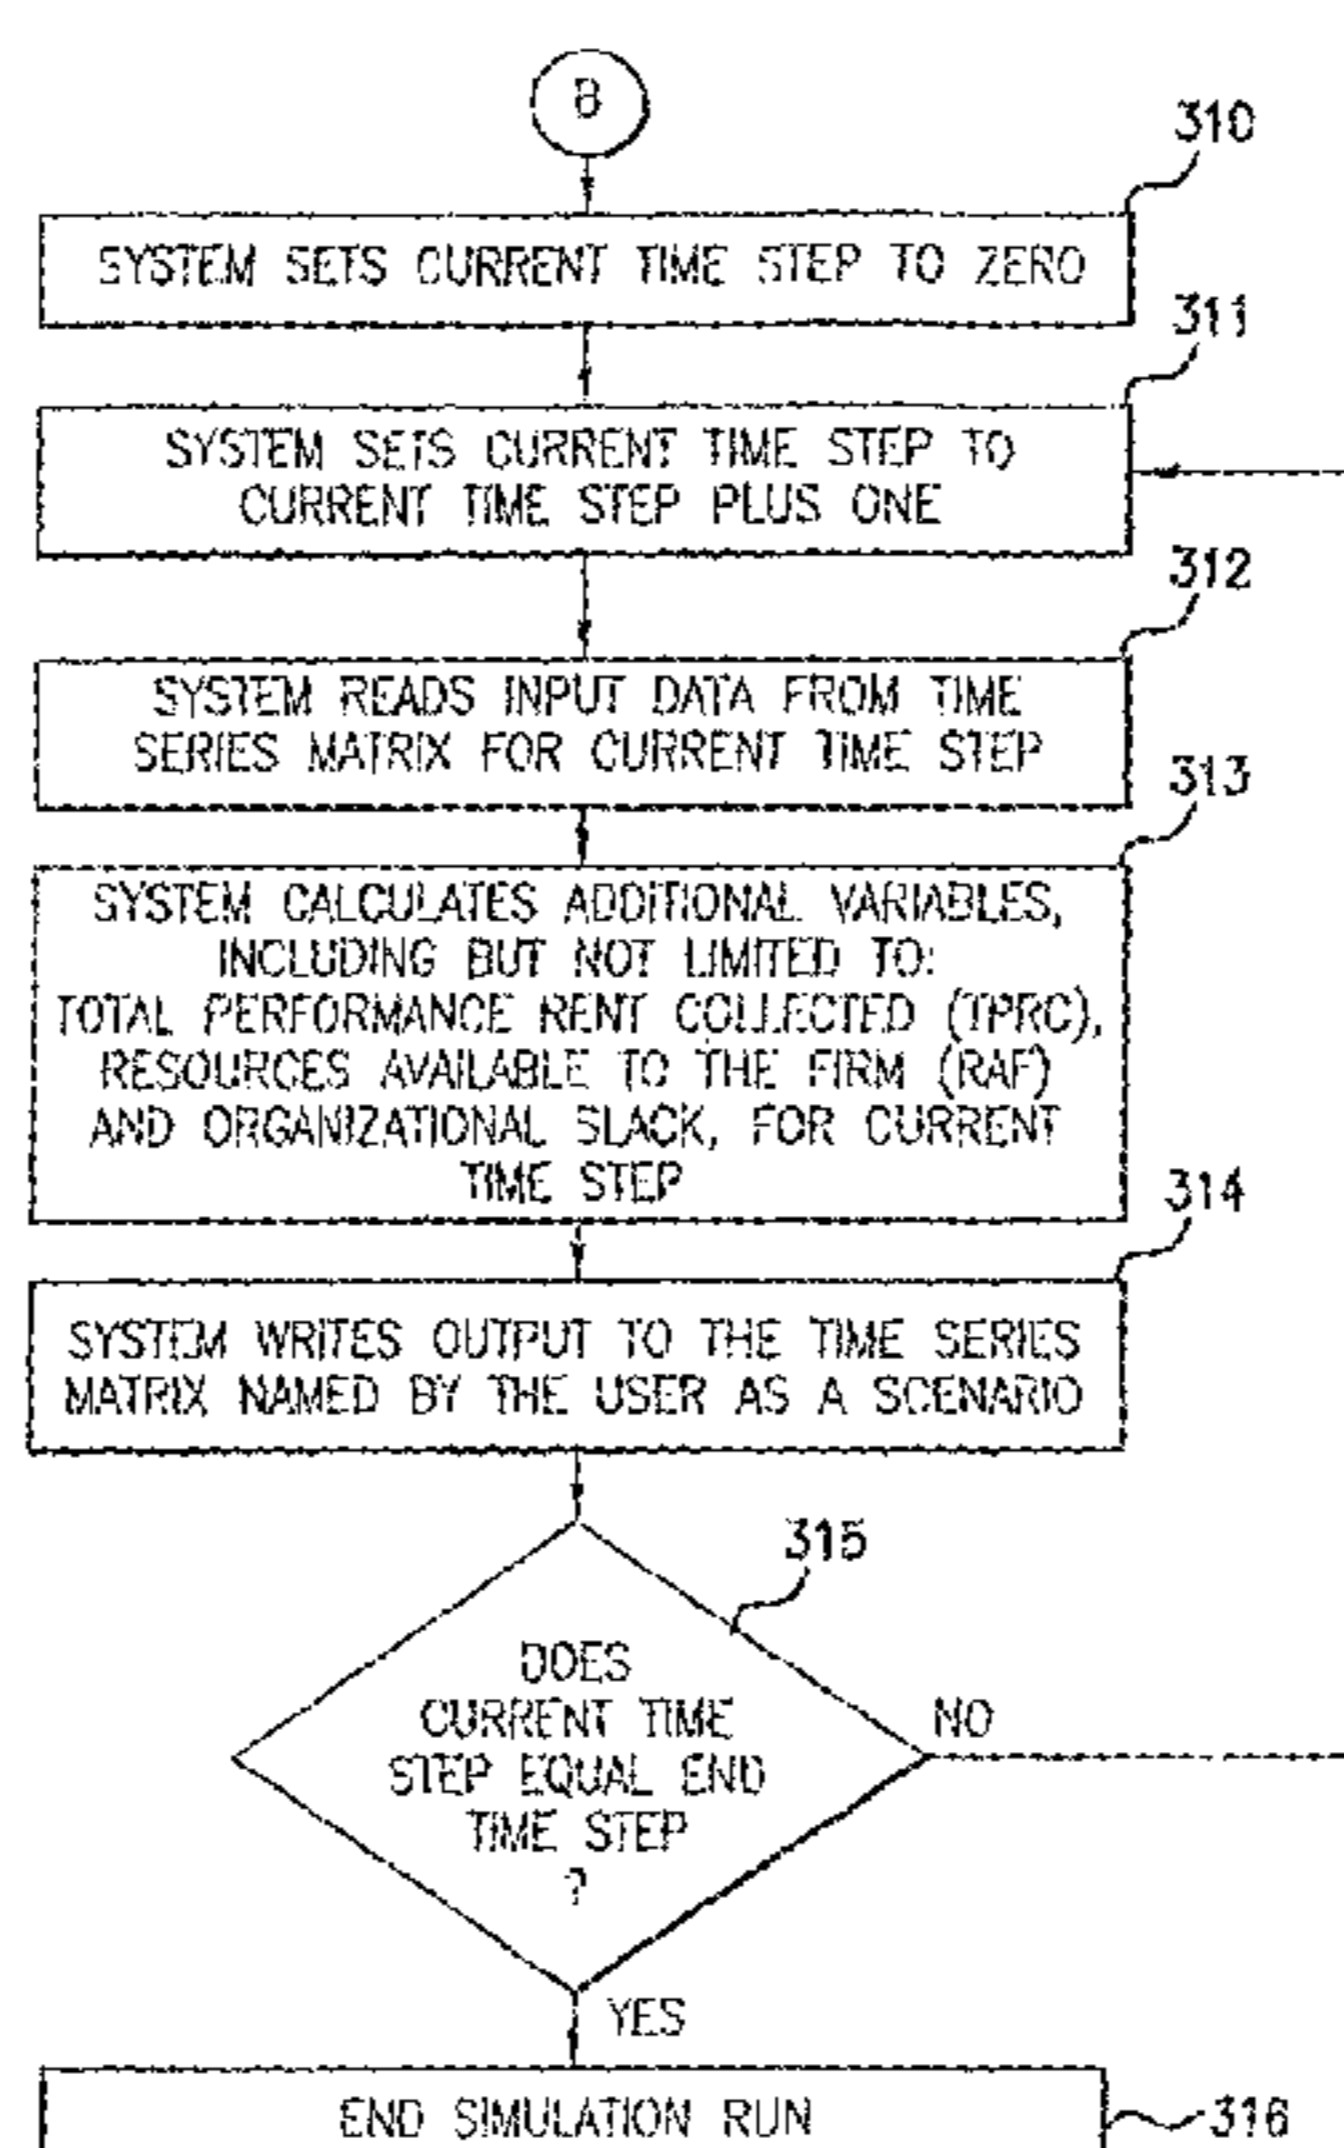 B
310
SYSTEM SETS CURRENT TIME STEP TO ZERO
311
SYSTEM SETS CURRENT TIME STEP TO
CURRENT TIME STEP PLUS ONE
312
SYSTEM READS INPUT DATA FROM TIME
SERIES MATRIX FOR CURRENT TIME STEP
313
SYSTEM CALCULATES ADDITIONAL VARIABLES,
INCLUDING BUT NOT LIMITED TO:
TOTAL PERFORMANCE RENT COLLECTED (TPRC),
RESOURCES AVAILABLE TO THE FIRM (RAF)
AND ORGANIZATIONAL SLACK, FOR CURRENT
TIME STEP
314
SYSTEM WRITES OUTPUT TO THE TIME SERIES
MATRIX NAMED BY THE USER AS A SCENARIO
315
DOES
CURRENT TIME
STEP EQUAL END
TIME STEP
?
NO
YES
END SIMULATION RUN
316